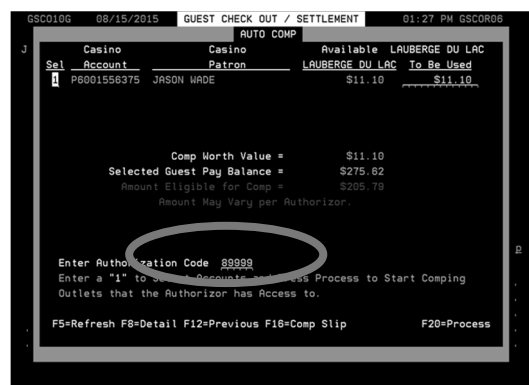 GSCO10G 08/15/2015 GUEST CHECK OUT / SETTLEMENT 01:27 PM GSCOR06
AUTO COMP
J Casino Casino Available LAUBERGE DU LAC
Sel Account Patron LAUBERGE DU LAC To Be Used
1 P6001556375 JASON WADE $11.10 $11.10
Comp Worth Value = $11.10
Selected Guest Pay Balance = $275.62
Amount Eligible for Comp = $205.79
Amount May Vary per Authorizor.
Enter Authorization Code 89999
Enter a "1" to Select Accounts and Press Process to Start Comping
Outlets that the Authorizor has Access to.
F5=Refresh F8=Detail F12=Previous F16=Comp Slip F20=Process